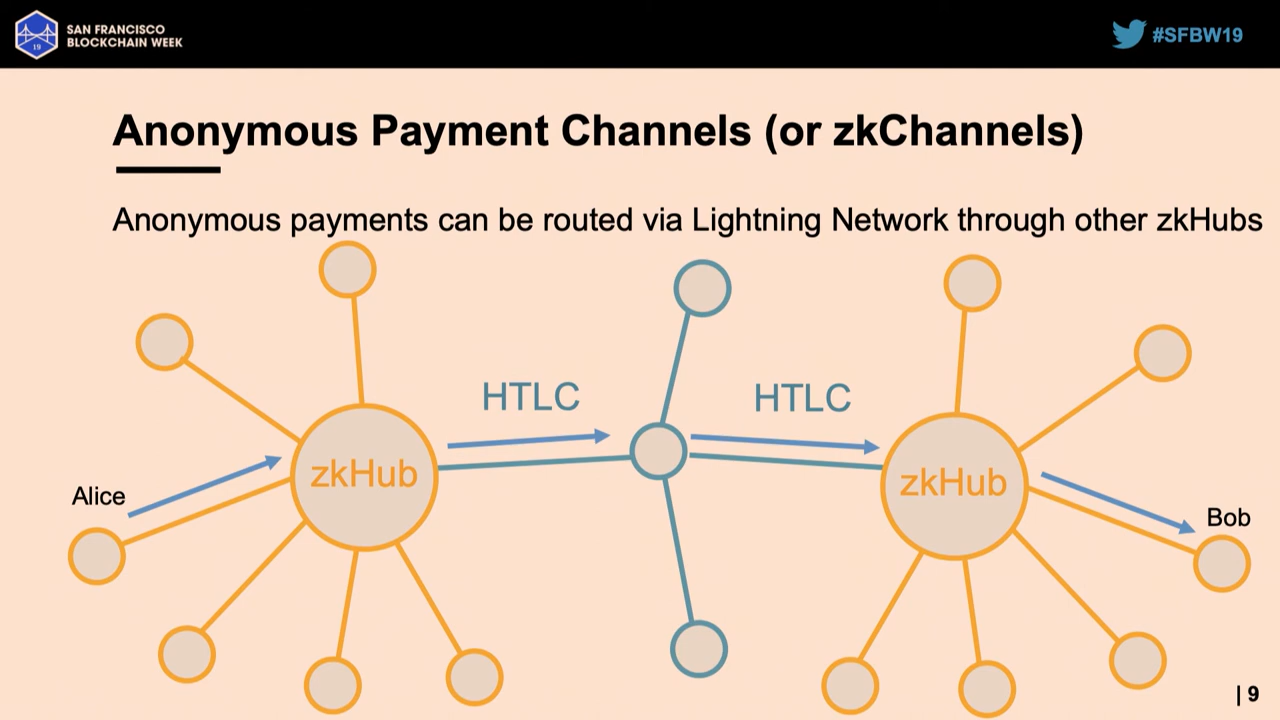 SAN FRANCISCO
BLOCKCHAIN WEEK
19
#SFBW19
Anonymous Payment Channels (or zkChannels)
Anonymous payments can be routed via Lightning Network through other zkHubs
HTLC
HTLC
zkHub
zkHub
Alice
Bob
| 9